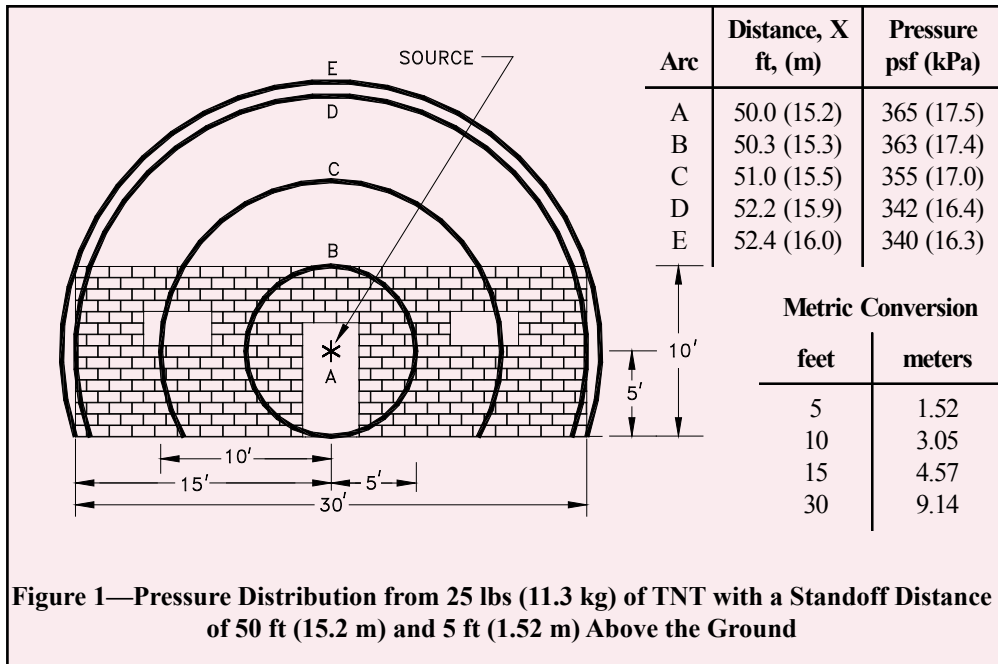 SOURCE
E
D
C
B
A
10′
5′
10′
15′
5′
30′
Arc
Distance, X
ft, (m)
Pressure
psf (kPa)
A 50.0 (15.2) 365 (17.5)
B 50.3 (15.3) 363 (17.4)
C 51.0 (15.5) 355 (17.0)
D 52.2 (15.9) 342 (16.4)
E 52.4 (16.0) 340 (16.3)
Metric Conversion
feet meters
5 1.52
10 3.05
15 4.57
30 9.14
Figure 1—Pressure Distribution from 25 lbs (11.3 kg) of TNT with a Standoff Distance
of 50 ft (15.2 m) and 5 ft (1.52 m) Above the Ground